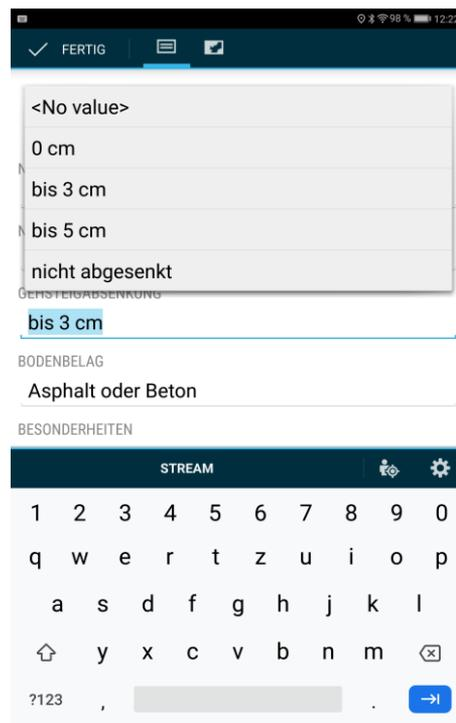 98 % 12:22
FERTIG
<No value>
0 cm
bis 3 cm
bis 5 cm
nicht abgesenkt
GEHSTEIGABSENKUNG
bis 3 cm
BODENBELAG
Asphalt oder Beton
BESONDERHEITEN
STREAM
1 2 3 4 5 6 7 8 9 0
q w e r t z u i o p
a s d f g h j k l
y x c v b n m
?123 , .